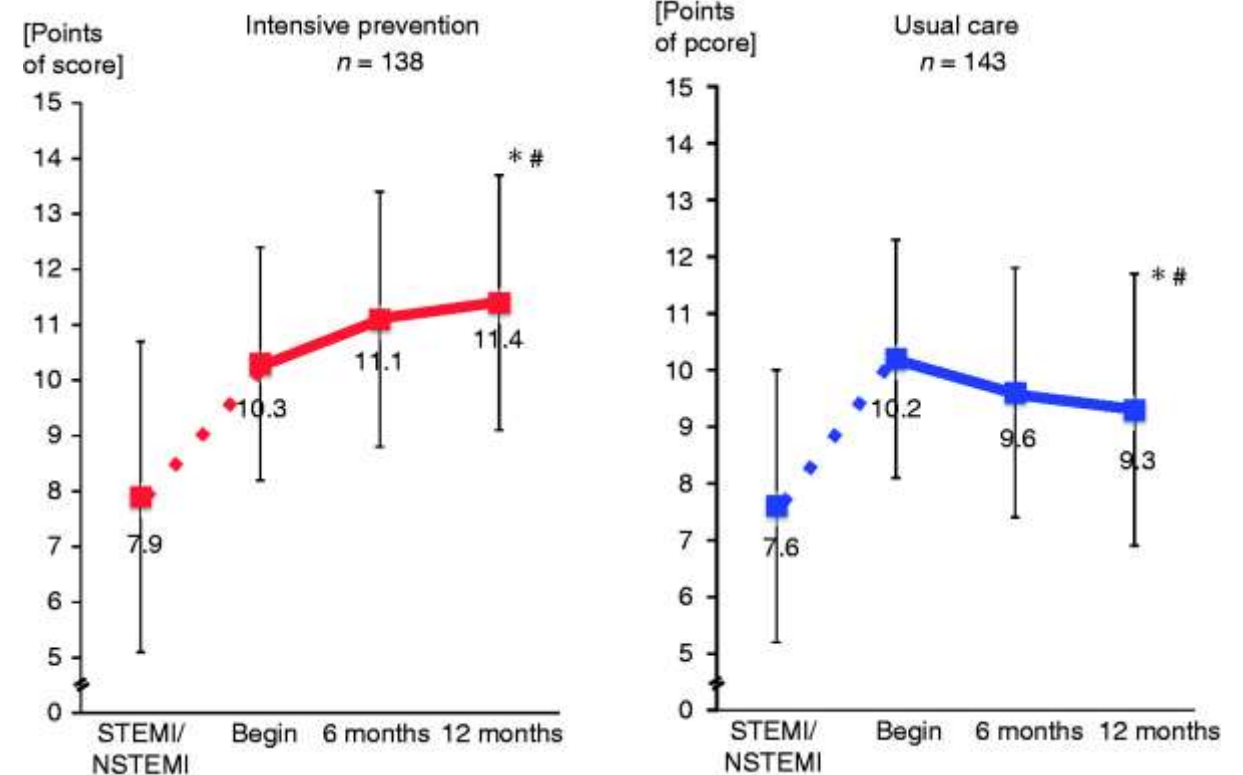 [Points
of score]
Intensive prevention
n = 138
15
14
13
12
11
10
9
8
7
6
5
0
* #
7.9
10.3
11.1
11.4
STEMI/
NSTEMI
Begin
6 months
12 months
[Points
of pcore]
Usual care
n = 143
15
14
13
12
11
10
9
8
7
6
5
0
* #
7.6
10.2
9.6
9.3
STEMI/
NSTEMI
Begin
6 months
12 months